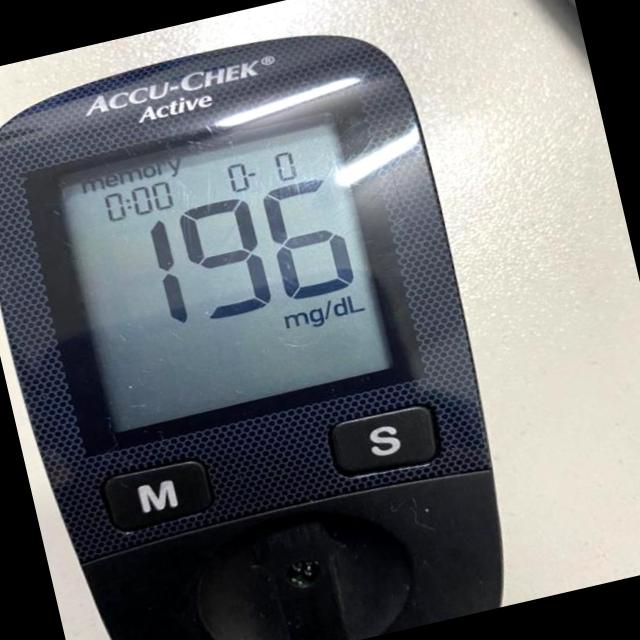 ACCU-CHEK®
Active
memory
0:00 0- 0
196
mg/dL
S
M